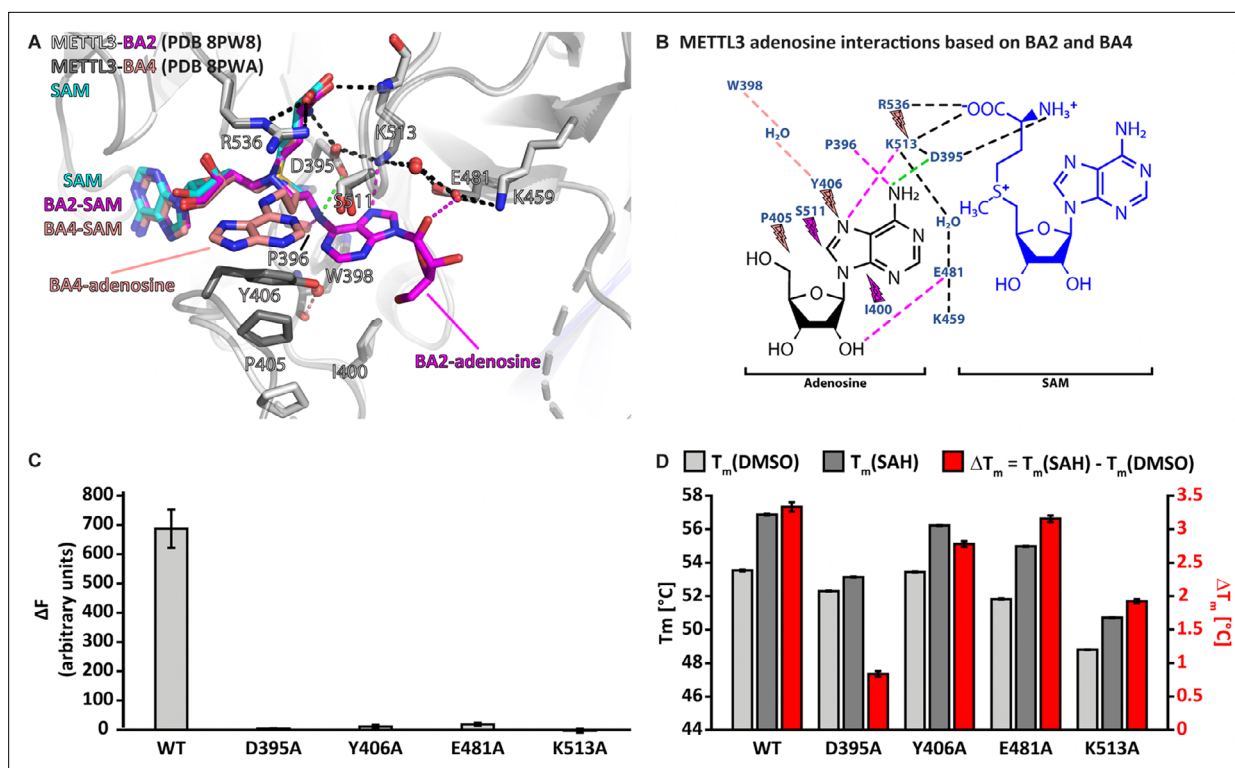 A METTL3-BA2 (PDB 8PW8)
METTL3-BA4 (PDB 8PWA)
SAM
R536
K513
D395
E481
SAM
BA2-SAM
BA4-SAM
S511
K459
P396
W398
BA4-adenosine
Y406
P405
I400
BA2-adenosine
B METTL3 adenosine interactions based on BA2 and BA4
W398
R536
⁻OOC
NH₃⁺
H₂O
P396
K513
D395
NH₂
Y406
NH2
N
N
P405
S511
S⁺
H₃C
N
N
HO
N
N
H₂O
N
N
O
N
N
O
I400
E481
HO
OH
K459
HO
OH
Adenosine
SAM
C
ΔF
(arbitrary units)
800
700
600
500
400
300
200
100
0
WT
D395A
Y406A
E481A
K513A
D
Tm(DMSO)
Tm(SAH)
ΔTm = Tm(SAH) - Tm(DMSO)
Tm [°C]
58
56
54
52
50
48
46
44
3.5
3
2.5
2
1.5
1
0.5
0
ΔTm [°C]
WT
D395A
Y406A
E481A
K513A